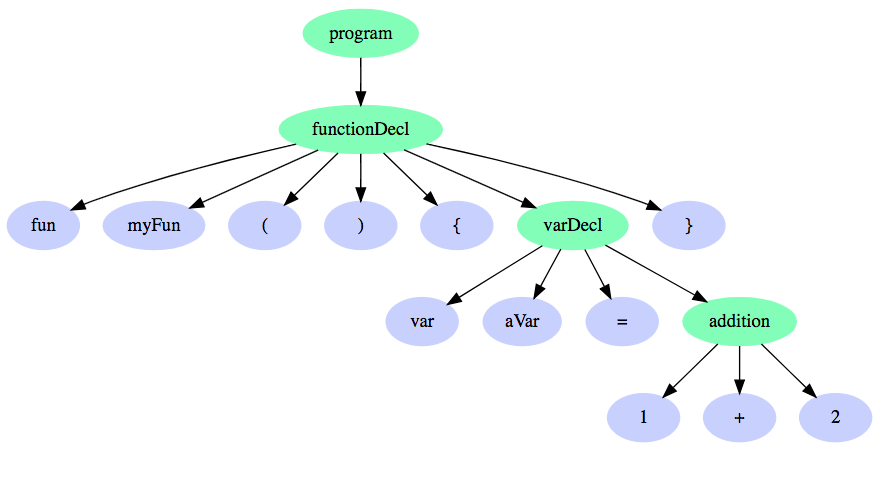 program
functionDecl
fun myFun ( ) { varDecl }
var aVar = addition
1 + 2